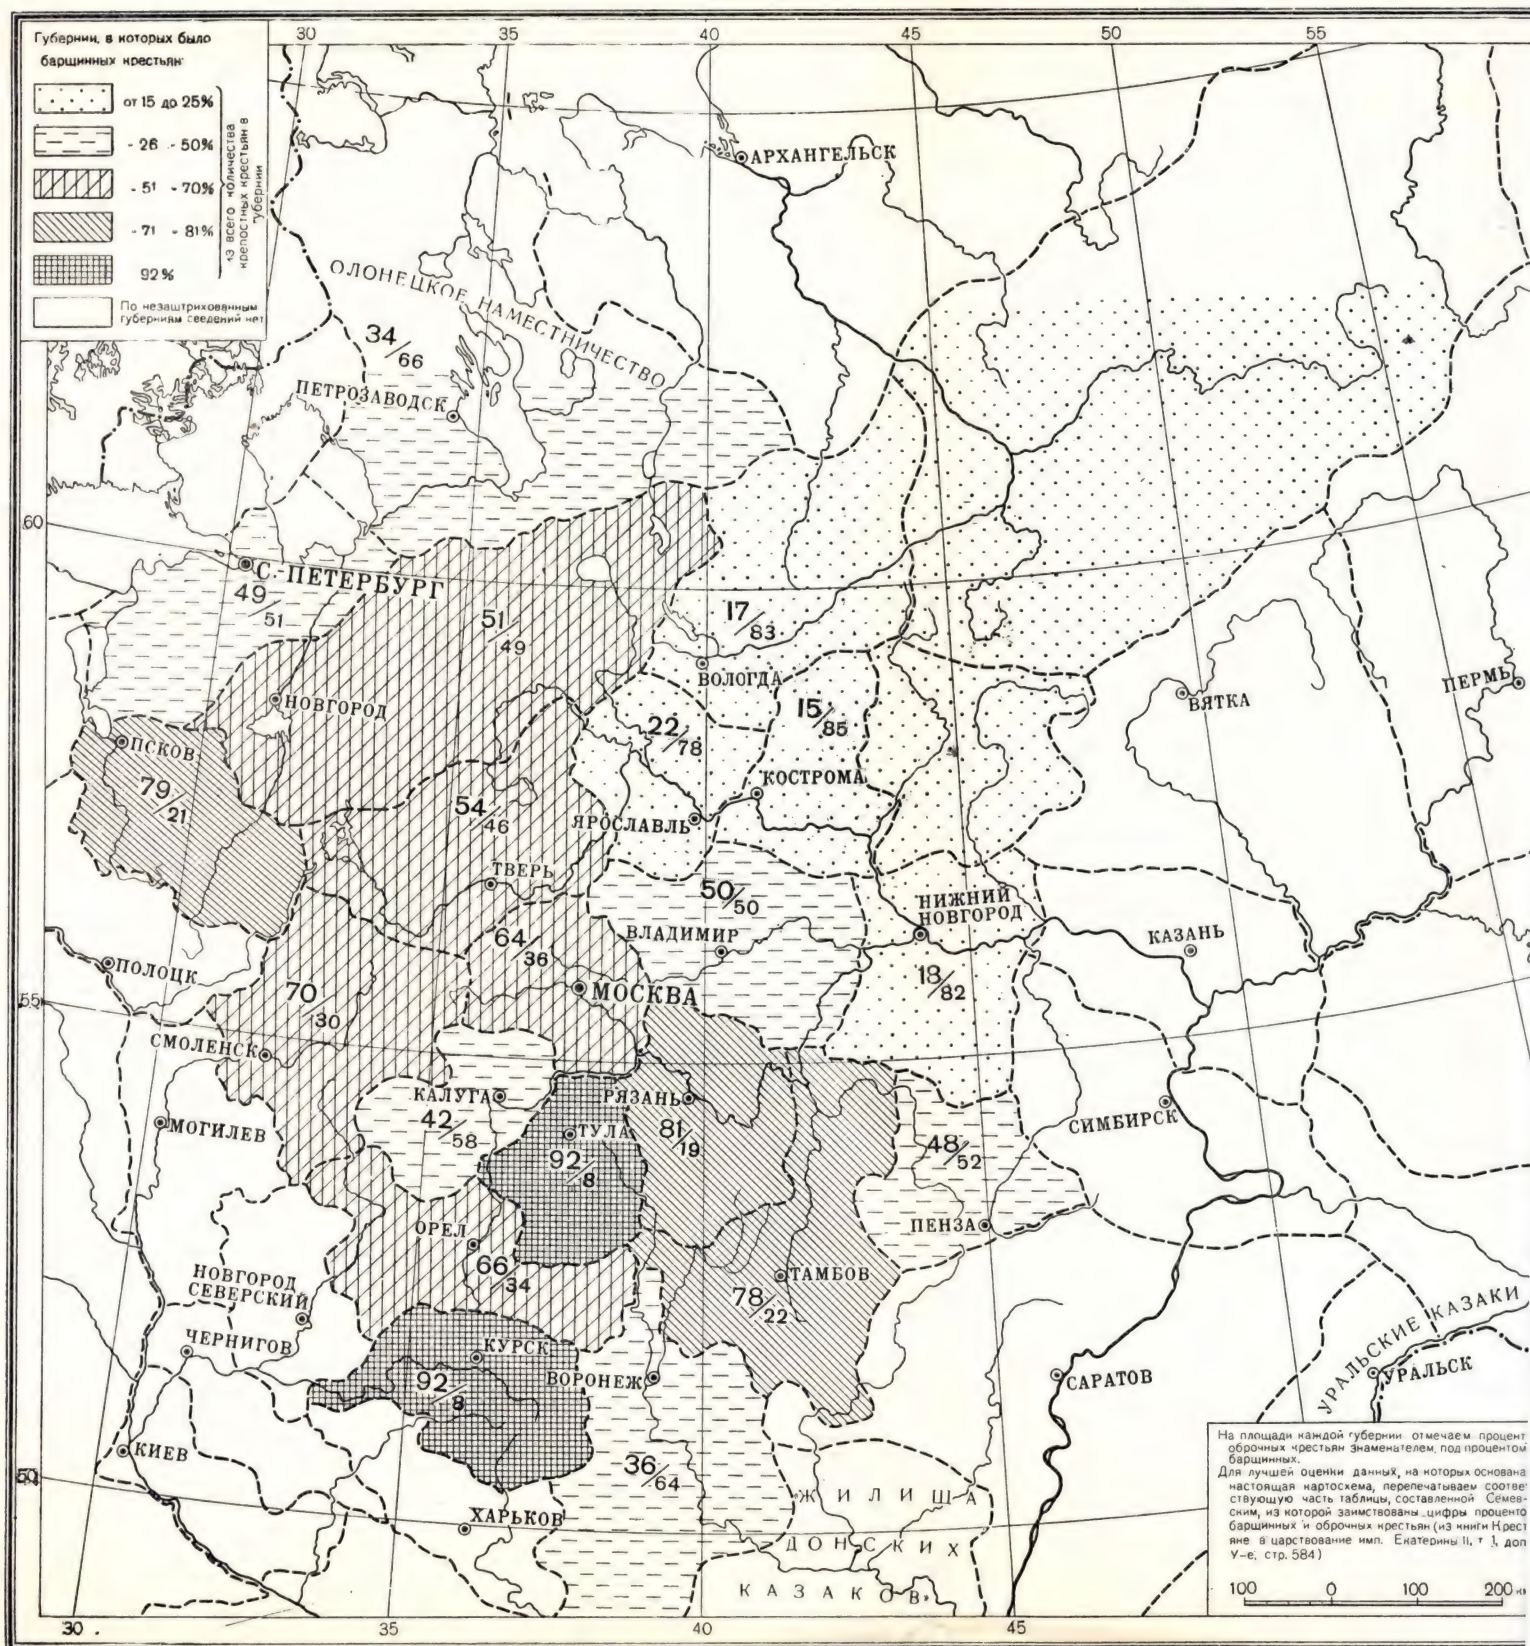 30 35 40 45 50 55
Губернии, в которых было
барщинных крестьян:
от 15 до 25%
- 26 - 50%
- 51 - 70%
- 71 - 81%
92%
всего количества
крепостных крестьян в
губернии
По незаштрихованным
губерниям сведений нет
АРХАНГЕЛЬСК
ОЛОНЕЦКОЕ НАМЕСТНИЧЕСТВО
34/66
ПЕТРОЗАВОДСК
60
С.-ПЕТЕРБУРГ
49/51
51/49
17/83
ВОЛОГДА
НОВГОРОД
ПЕРМЬ
ВЯТКА
22/78
15/85
ПСКОВ
79/21
КОСТРОМА
54/46
ЯРОСЛАВЛЬ
ТВЕРЬ
50/50
НИЖНИЙ
НОВГОРОД
ВЛАДИМИР
КАЗАНЬ
64/36
ПОЛОЦК
МОСКВА
18/82
55
70/30
СМОЛЕНСК
КАЛУГА
РЯЗАНЬ
42/58
СИМБИРСК
МОГИЛЕВ
ТУЛА
81/19
48/52
92/8
ПЕНЗА
ОРЕЛ
66/34
ТАМБОВ
78/22
НОВГОРОД
СЕВЕРСКИЙ
ЧЕРНИГОВ
КУРСК
92/8
ВОРОНЕЖ
САРАТОВ
УРАЛЬСКИЕ КАЗАКИ
УРАЛЬСК
КИЕВ
50
36/64
ХАРЬКОВ
ЖИЛИЩА
ДОНСКИХ
КАЗАКОВ
На площади каждой губернии отмечаем процент
оброчных крестьян знаменателем, под процентом
барщинных.
Для лучшей оценки данных, на которых основана
настоящая картосхема, перепечатываем соответ
ствующую часть таблицы, составленной Семев-
ским, из которой заимствованы цифры проценто
барщинных и оброчных крестьян (из книги Крест
яне в царствование имп. Екатерины II, т. I, доп
У-е, стр. 584)
100 0 100 200 км
30 35 40 45